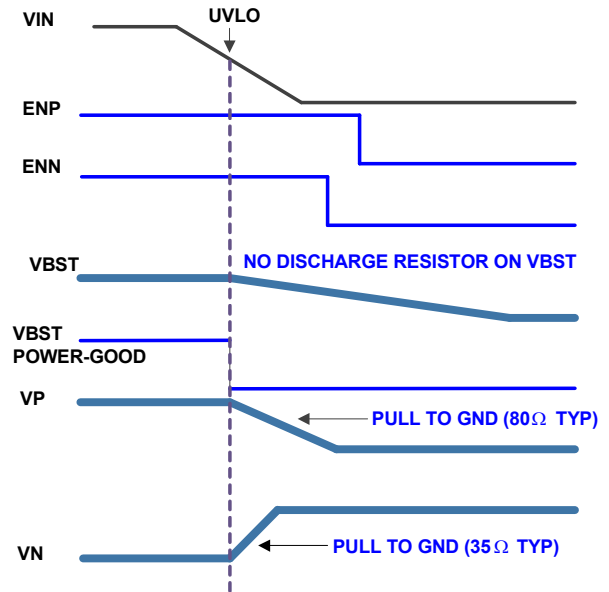 VIN
UVLO
ENP
ENN
VBST
NO DISCHARGE RESISTOR ON VBST
VBST
POWER-GOOD
VP
PULL TO GND (80Ω TYP)
VN
PULL TO GND (35Ω TYP)